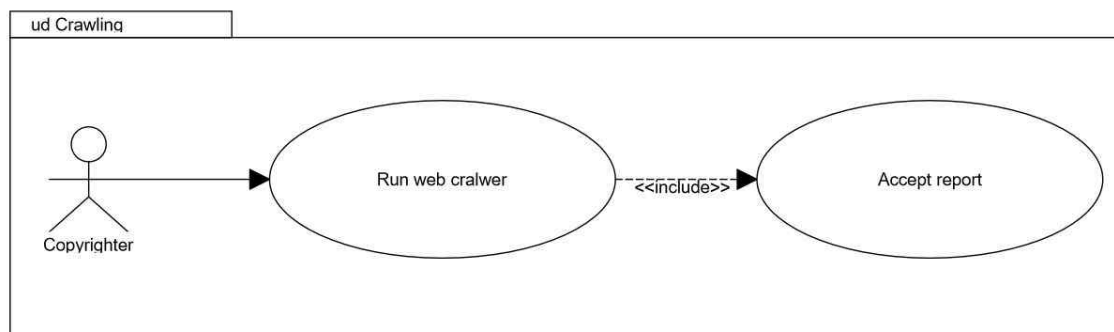 ud Crawling
Run web cralwer
<<include>>
Accept report
Copyrighter